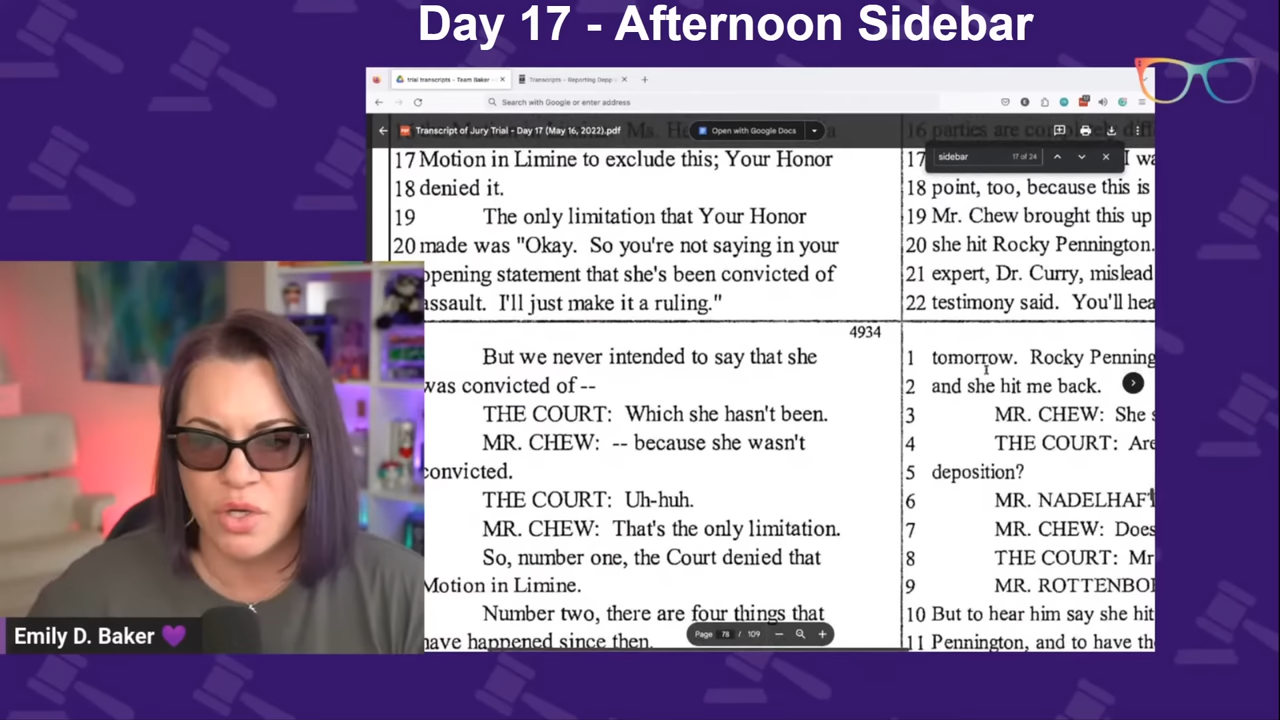 Day 17 - Afternoon Sidebar
trial transcripts - Team Baker
Transcripts - Reporting Depp
Search with Google or enter address
Transcript of Jury Trial - Day 17 (May 16, 2022).pdf
Open with Google Docs
sidebar 17 of 24
17 Motion in Limine to exclude this; Your Honor
18 denied it.
19 The only limitation that Your Honor
20 made was "Okay. So you're not saying in your
opening statement that she's been convicted of
assault. I'll just make it a ruling."
4934
But we never intended to say that she
was convicted of --
THE COURT: Which she hasn't been.
MR. CHEW: -- because she wasn't
convicted.
THE COURT: Uh-huh.
MR. CHEW: That's the only limitation.
So, number one, the Court denied that
Motion in Limine.
Number two, there are four things that
have happened since then.
16 parties are
17 I
18 point, too, because this is
19 Mr. Chew brought this up
20 she hit Rocky Pennington.
21 expert, Dr. Curry, mislead
22 testimony said. You'll
1 tomorrow. Rocky
2 and she hit me back.
3 MR. CHEW: She
4 THE COURT:
5 deposition?
6 MR.
7 MR. CHEW: Does
8 THE COURT:
9 MR.
10 But to hear him say she hit
11 Pennington, and to have
Page 78 / 109
Emily D. Baker 💜